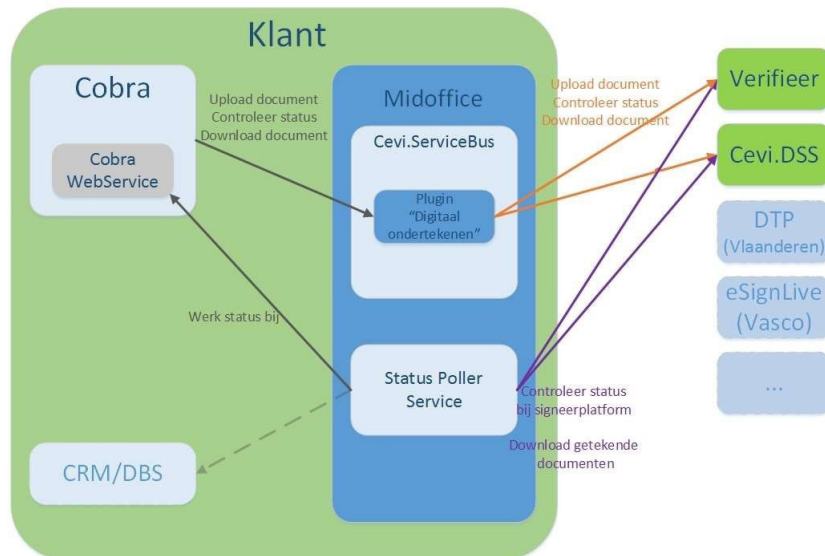 Klant
Cobra
Cobra
WebService
Upload document
Controleer status
Download document
Midoffice
Cevi.ServiceBus
Plugin
“Digitaal
ondertekenen”
Upload document
Controleer status
Download document
Verifieer
Cevi.DSS
DTP
(Vlaanderen)
eSignLive
(Vasco)
...
Werk status bij
Status Poller
Service
Controleer status
bij signeerplatform
Download getekende
documenten
CRM/DBS